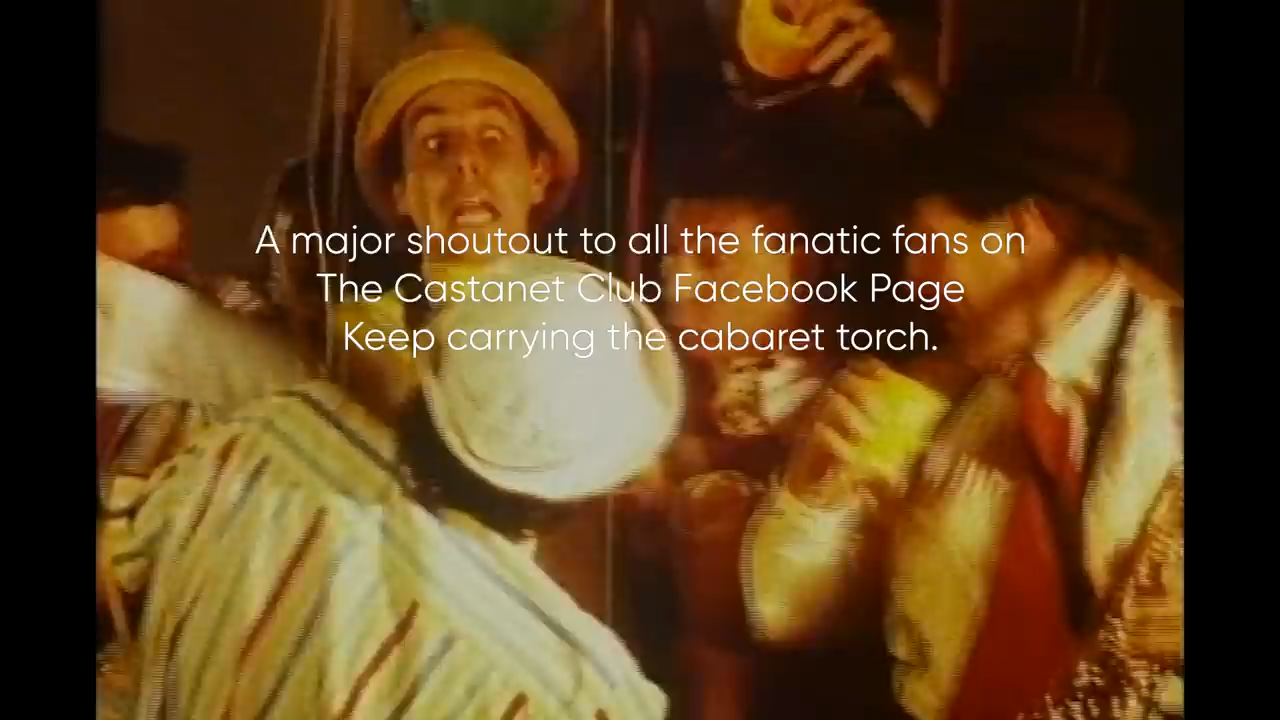 A major shoutout to all the fanatic fans on
The Castanet Club Facebook Page
Keep carrying the cabaret torch.